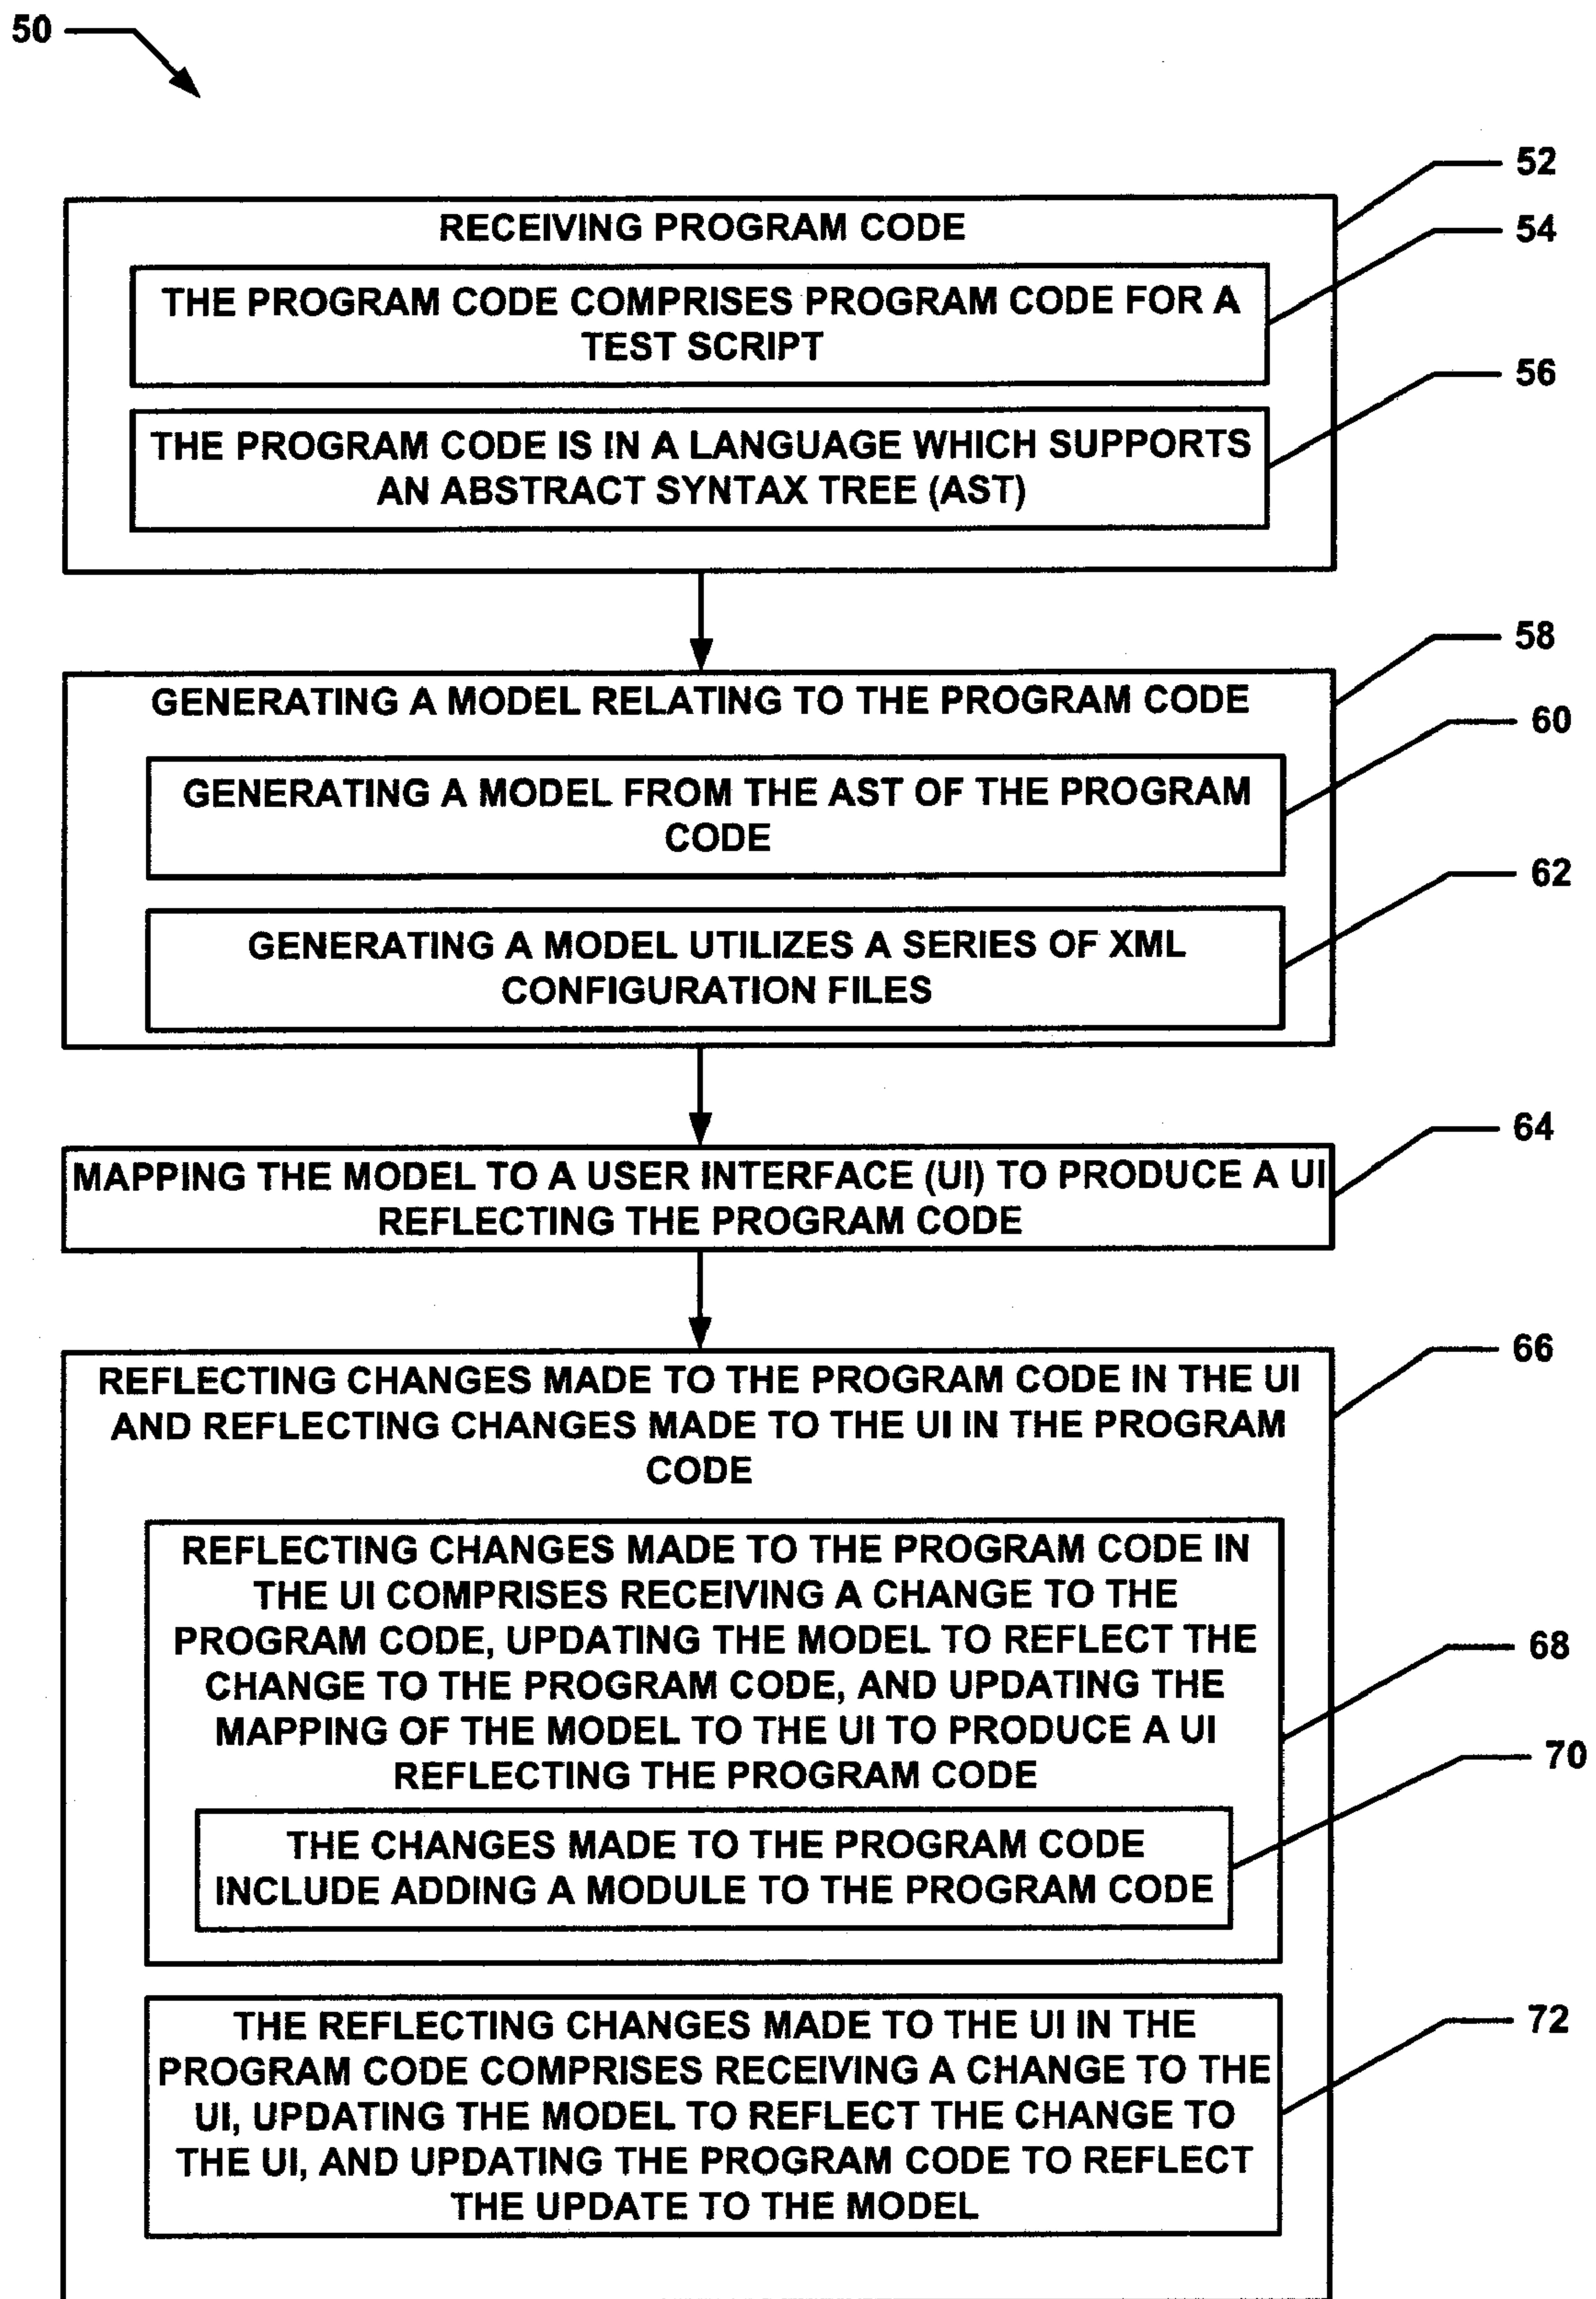 50
52
RECEIVING PROGRAM CODE
54
THE PROGRAM CODE COMPRISES PROGRAM CODE FOR A
TEST SCRIPT
56
THE PROGRAM CODE IS IN A LANGUAGE WHICH SUPPORTS
AN ABSTRACT SYNTAX TREE (AST)
58
GENERATING A MODEL RELATING TO THE PROGRAM CODE
60
GENERATING A MODEL FROM THE AST OF THE PROGRAM
CODE
62
GENERATING A MODEL UTILIZES A SERIES OF XML
CONFIGURATION FILES
64
MAPPING THE MODEL TO A USER INTERFACE (UI) TO PRODUCE A UI
REFLECTING THE PROGRAM CODE
66
REFLECTING CHANGES MADE TO THE PROGRAM CODE IN THE UI
AND REFLECTING CHANGES MADE TO THE UI IN THE PROGRAM
CODE
REFLECTING CHANGES MADE TO THE PROGRAM CODE IN
THE UI COMPRISES RECEIVING A CHANGE TO THE
PROGRAM CODE, UPDATING THE MODEL TO REFLECT THE
68
CHANGE TO THE PROGRAM CODE, AND UPDATING THE
MAPPING OF THE MODEL TO THE UI TO PRODUCE A UI
REFLECTING THE PROGRAM CODE
70
THE CHANGES MADE TO THE PROGRAM CODE
INCLUDE ADDING A MODULE TO THE PROGRAM CODE
72
THE REFLECTING CHANGES MADE TO THE UI IN THE
PROGRAM CODE COMPRISES RECEIVING A CHANGE TO THE
UI, UPDATING THE MODEL TO REFLECT THE CHANGE TO
THE UI, AND UPDATING THE PROGRAM CODE TO REFLECT
THE UPDATE TO THE MODEL